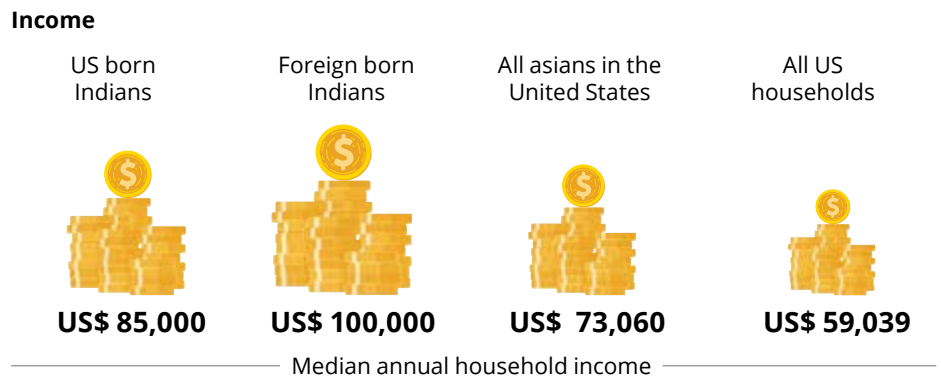 Income
US born
Indians
Foreign born
Indians
All asians in the
United States
All US
households
$
$
$
$
US$ 85,000
US$ 100,000
US$ 73,060
US$ 59,039
Median annual household income